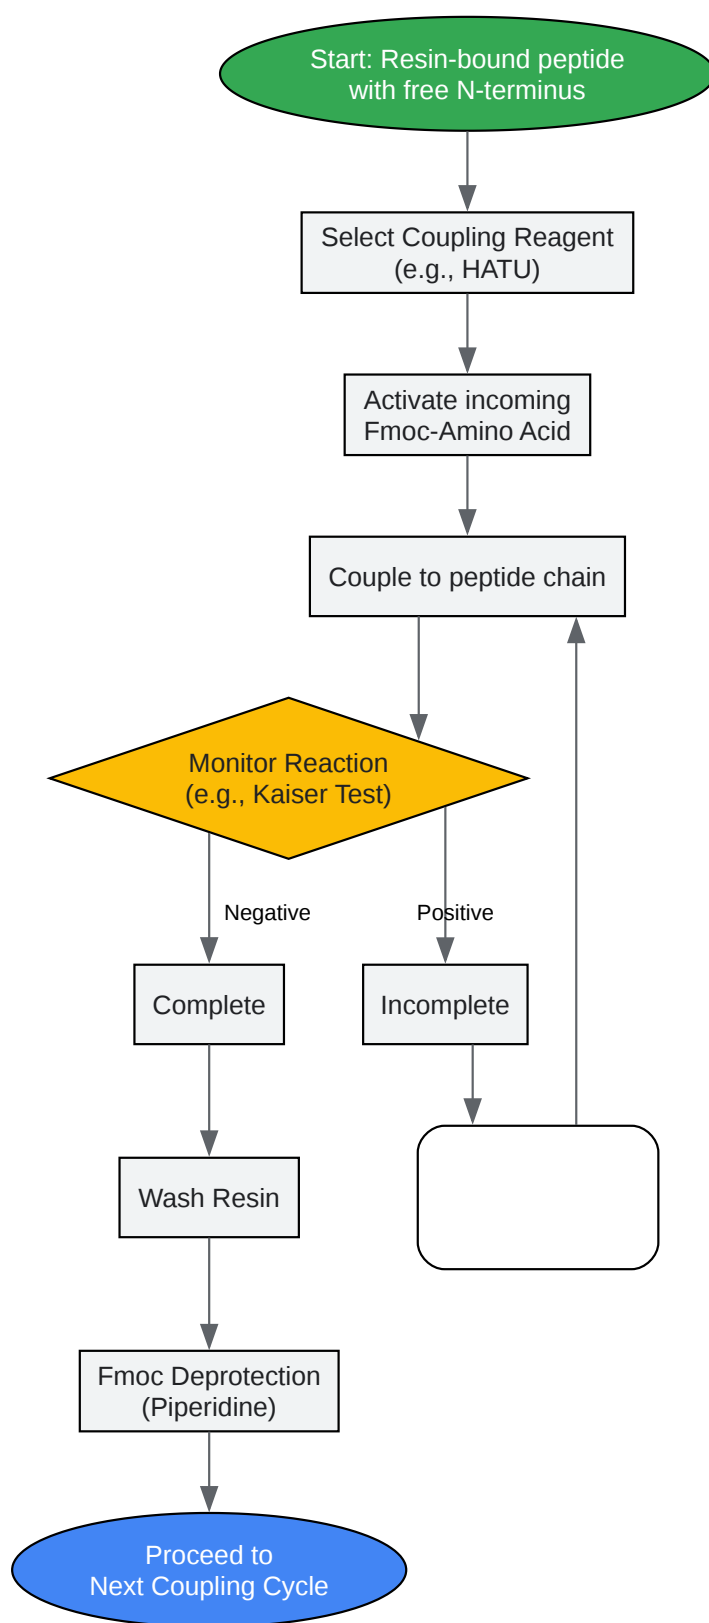 Start: Resin-bound peptide
with free N-terminus
Select Coupling Reagent
(e.g., HATU)
Activate incoming
Fmoc-Amino Acid
Couple to peptide chain
Monitor Reaction
(e.g., Kaiser Test)
Negative
Positive
Complete
Incomplete
Wash Resin
Fmoc Deprotection
(Piperidine)
Proceed to
Next Coupling Cycle